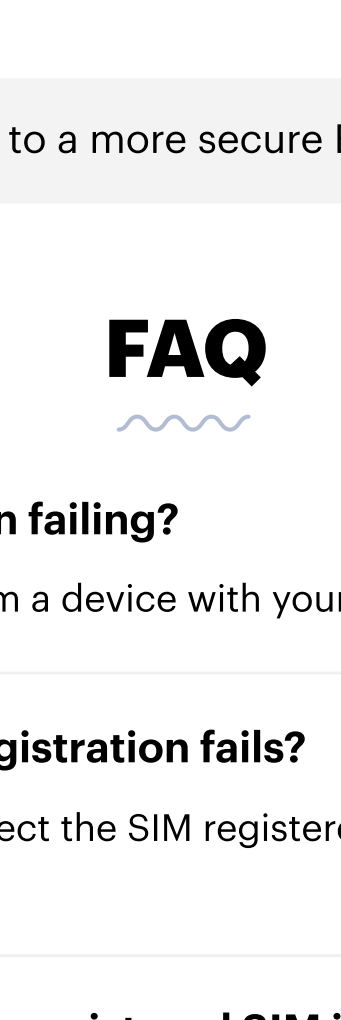 to a more secure
FAQ
n failing?
m a device with your
gistration fails?
ect the SIM registere